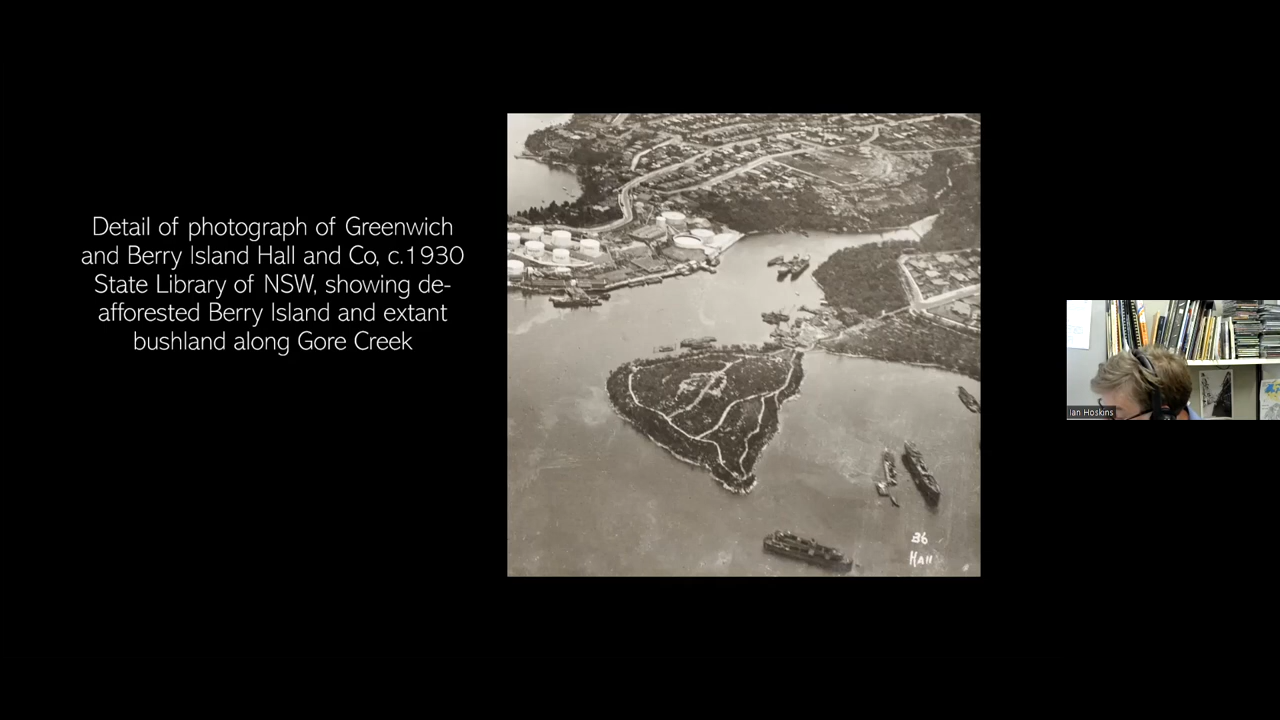 Detail of photograph of Greenwich
and Berry Island Hall and Co, c.1930
State Library of NSW, showing de-
afforested Berry Island and extant
bushland along Gore Creek
36
Hall
Ian Hoskins